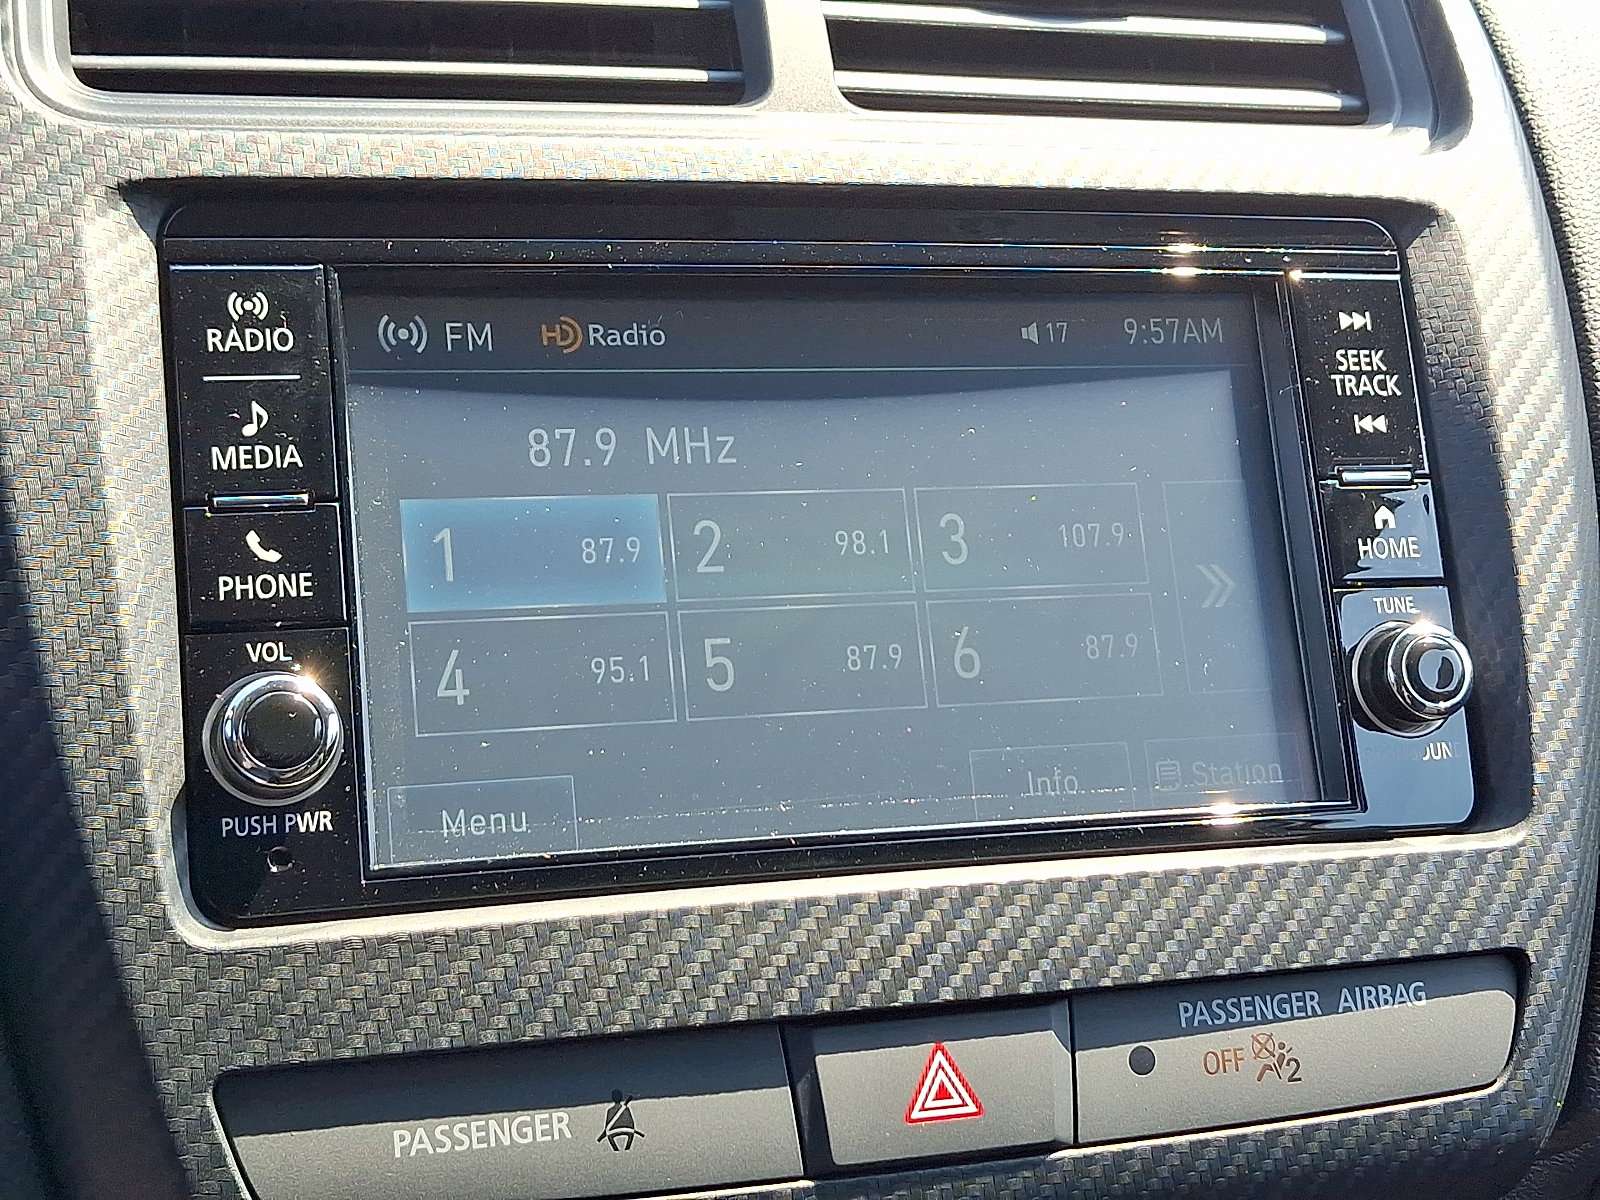 RADIO
MEDIA
PHONE
VOL
PUSH PWR
FM HD Radio 17 9:57AM
87.9 MHz
1 87.9 2 98.1 3 107.9
4 95.1 5 87.9 6 87.9
Menu Info Station
SEEK
TRACK
HOME
TUNE
PASSENGER
PASSENGER AIRBAG
OFF 2